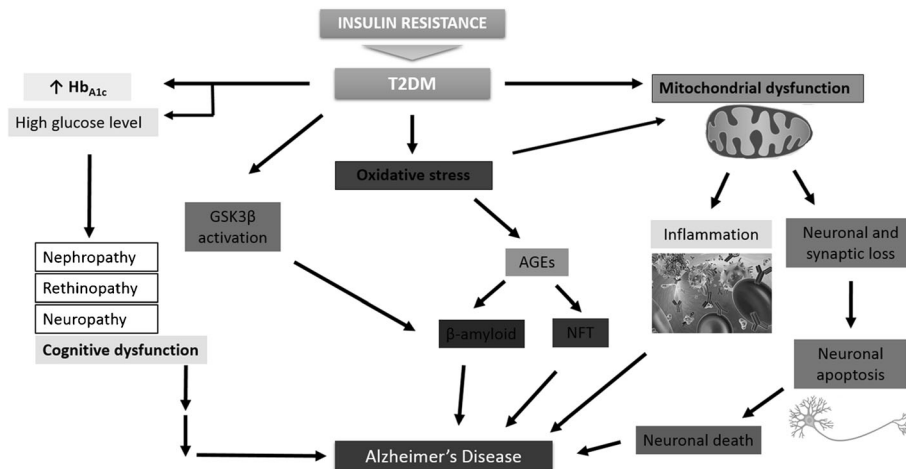 INSULIN RESISTANCE
T2DM
↑ HbA1c
High glucose level
Mitochondrial dysfunction
Oxidative stress
GSK3β
activation
Inflammation
Neuronal and
synaptic loss
Nephropathy
Rethinopathy
Neuropathy
Cognitive dysfunction
AGEs
β-amyloid
NFT
Neuronal
apoptosis
Neuronal death
Alzheimer's Disease